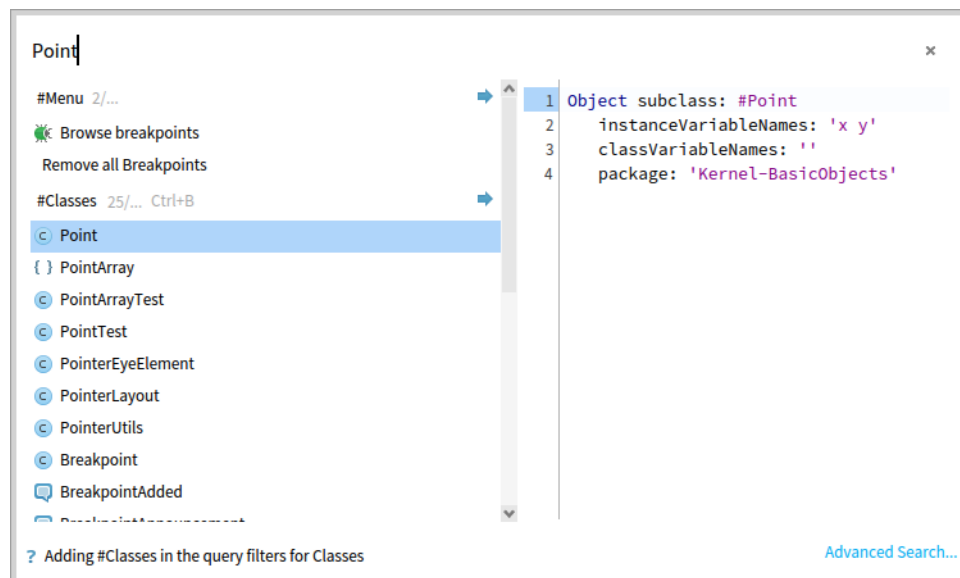 Point
#Menu 2/...
Browse breakpoints
Remove all Breakpoints
#Classes 25/... Ctrl+B
Point
{ } PointArray
PointArrayTest
PointTest
PointerEyeElement
PointerLayout
PointerUtils
Breakpoint
BreakpointAdded
BreakpointAnnouncement
1 Object subclass: #Point
2 instanceVariableNames: 'x y'
3 classVariableNames: ''
4 package: 'Kernel-BasicObjects'
? Adding #Classes in the query filters for Classes
Advanced Search...